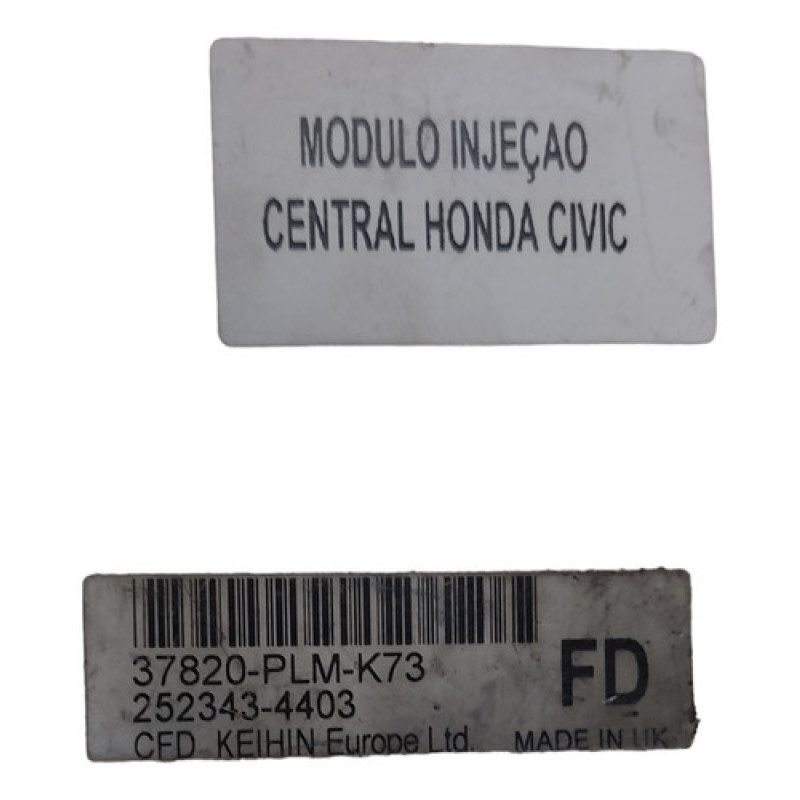 MODULO INJEÇAO
CENTRAL HONDA CIVIC
37820-PLM-K73
252343-4403
FD
CFD KEIHIN Europe Ltd. MADE IN UK